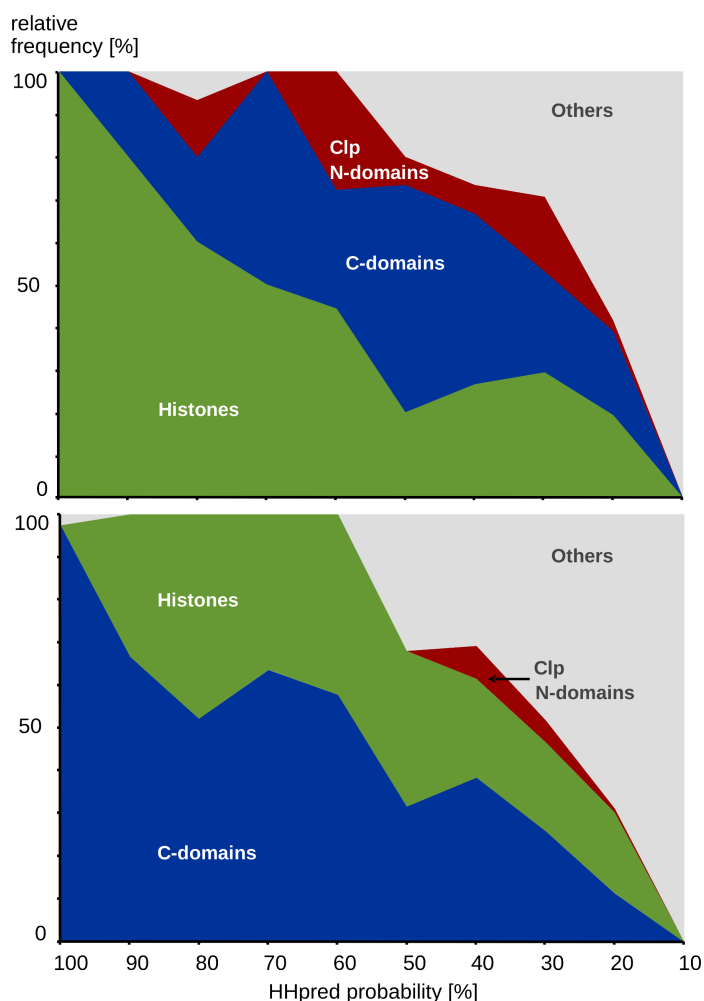 relative
frequency [%]
100
Others
Clp
N-domains
C-domains
50
Histones
0
100
Others
Histones
Clp
N-domains
50
C-domains
0
100 90 80 70 60 50 40 30 20 10
HHpred probability [%]